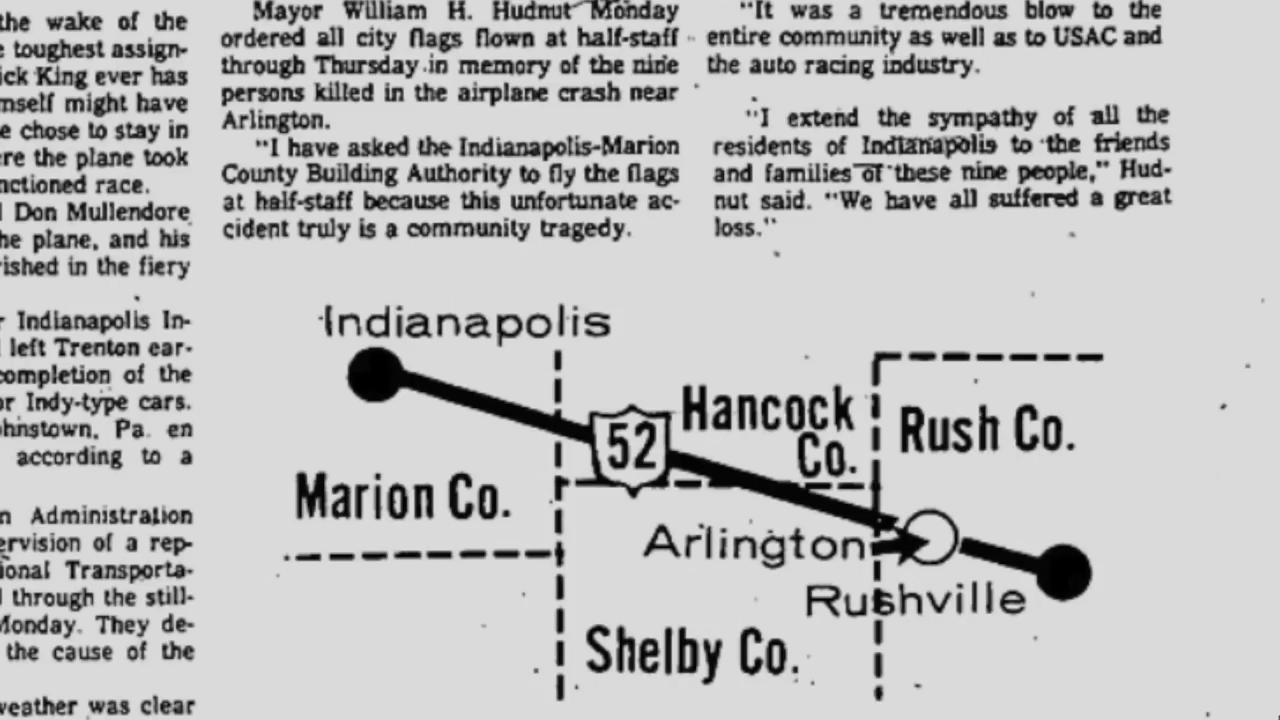 the wake of the
toughest assign-
ick King ever has
mself might have
e chose to stay in
ere the plane took
nctioned race.
Don Mullendore
he plane, and his
rished in the fiery
r Indianapolis In-
left Trenton ear-
completion of the
or Indy-type cars.
ohnstown, Pa. en
according to a
n Administration
ervision of a rep-
ional Transporta-
through the still-
Monday. They de-
the cause of the
weather was clear
Mayor William H. Hudnut Monday
ordered all city flags flown at half-staff
through Thursday in memory of the nine
persons killed in the airplane crash near
Arlington.
"I have asked the Indianapolis-Marion
County Building Authority to fly the flags
at half-staff because this unfortunate ac-
cident truly is a community tragedy.
"It was a tremendous blow to the
entire community as well as to USAC and
the auto racing industry.
"I extend the sympathy of all the
residents of Indianapolis to the friends
and families of these nine people," Hud-
nut said. "We have all suffered a great
loss."
Indianapolis
52
Hancock
Co.
Rush Co.
Marion Co.
Arlington
Rushville
Shelby Co.